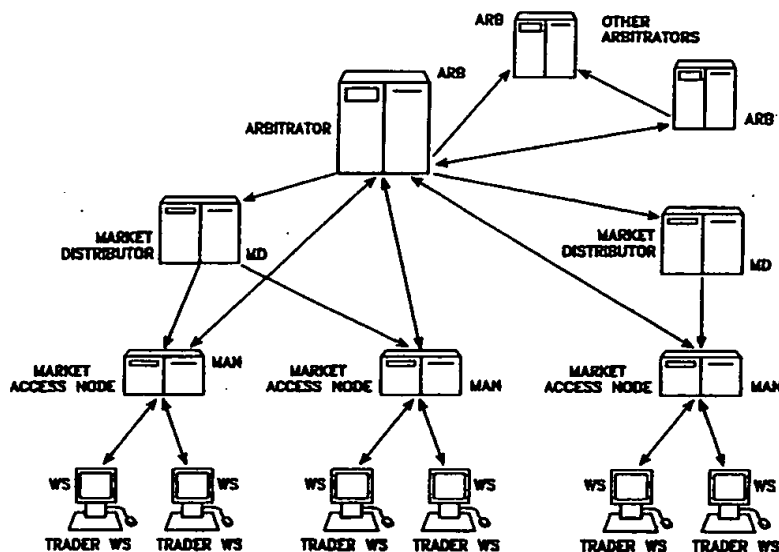 ARB
OTHER
ARBITRATORS
ARB
ARB
ARBITRATOR
MARKET
DISTRIBUTOR
MD
MARKET
DISTRIBUTOR
MD
MARKET
ACCESS NODE
MAN
MARKET
ACCESS NODE
MAN
MARKET
ACCESS NODE
MAN
WS
WS
WS
WS
WS
WS
TRADER WS
TRADER WS
TRADER WS
TRADER WS
TRADER WS
TRADER WS